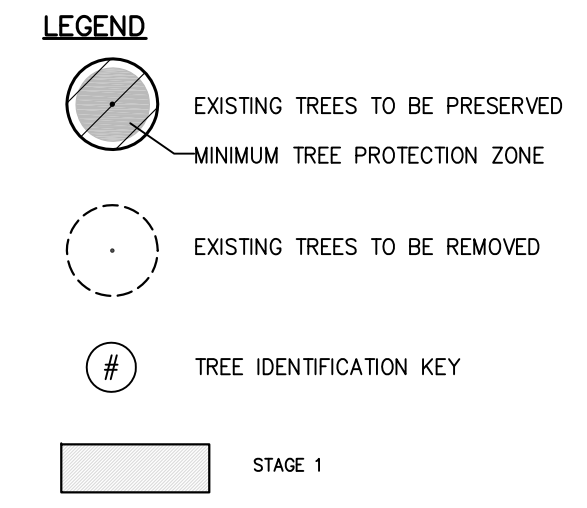 LEGEND
EXISTING TREES TO BE PRESERVED
MINIMUM TREE PROTECTION ZONE
EXISTING TREES TO BE REMOVED
# TREE IDENTIFICATION KEY
STAGE 1